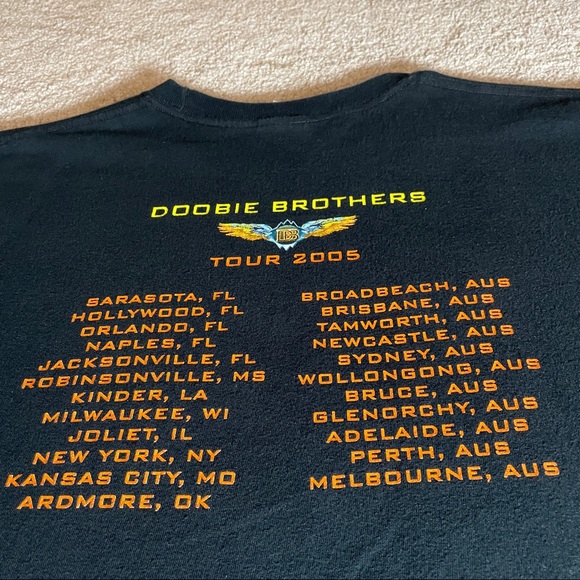 DOOBIE BROTHERS
DB
TOUR 2005
SARASOTA, FL
HOLLYWOOD, FL
ORLANDO, FL
NAPLES, FL
JACKSONVILLE, FL
ROBINSONVILLE, MS
KINDER, LA
MILWAUKEE, WI
JOLIET, IL
NEW YORK, NY
KANSAS CITY, MO
ARDMORE, OK
BROADBEACH, AUS
BRISBANE, AUS
TAMWORTH, AUS
NEWCASTLE, AUS
SYDNEY, AUS
WOLLONGONG, AUS
BRUCE, AUS
GLENORCHY, AUS
ADELAIDE, AUS
PERTH, AUS
MELBOURNE, AUS